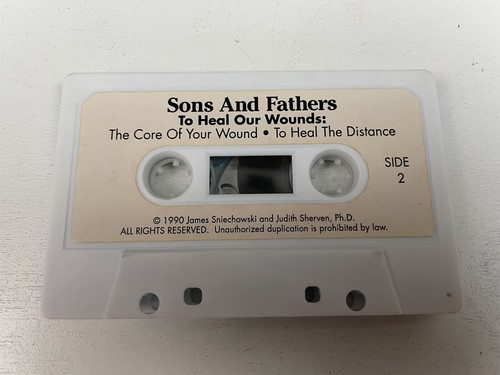 Sons And Fathers
To Heal Our Wounds:
The Core Of Your Wound • To Heal The Distance
SIDE
2
© 1990 James Sniechowski and Judith Sherven, Ph.D.
ALL RIGHTS RESERVED. Unauthorized duplication is prohibited by law.